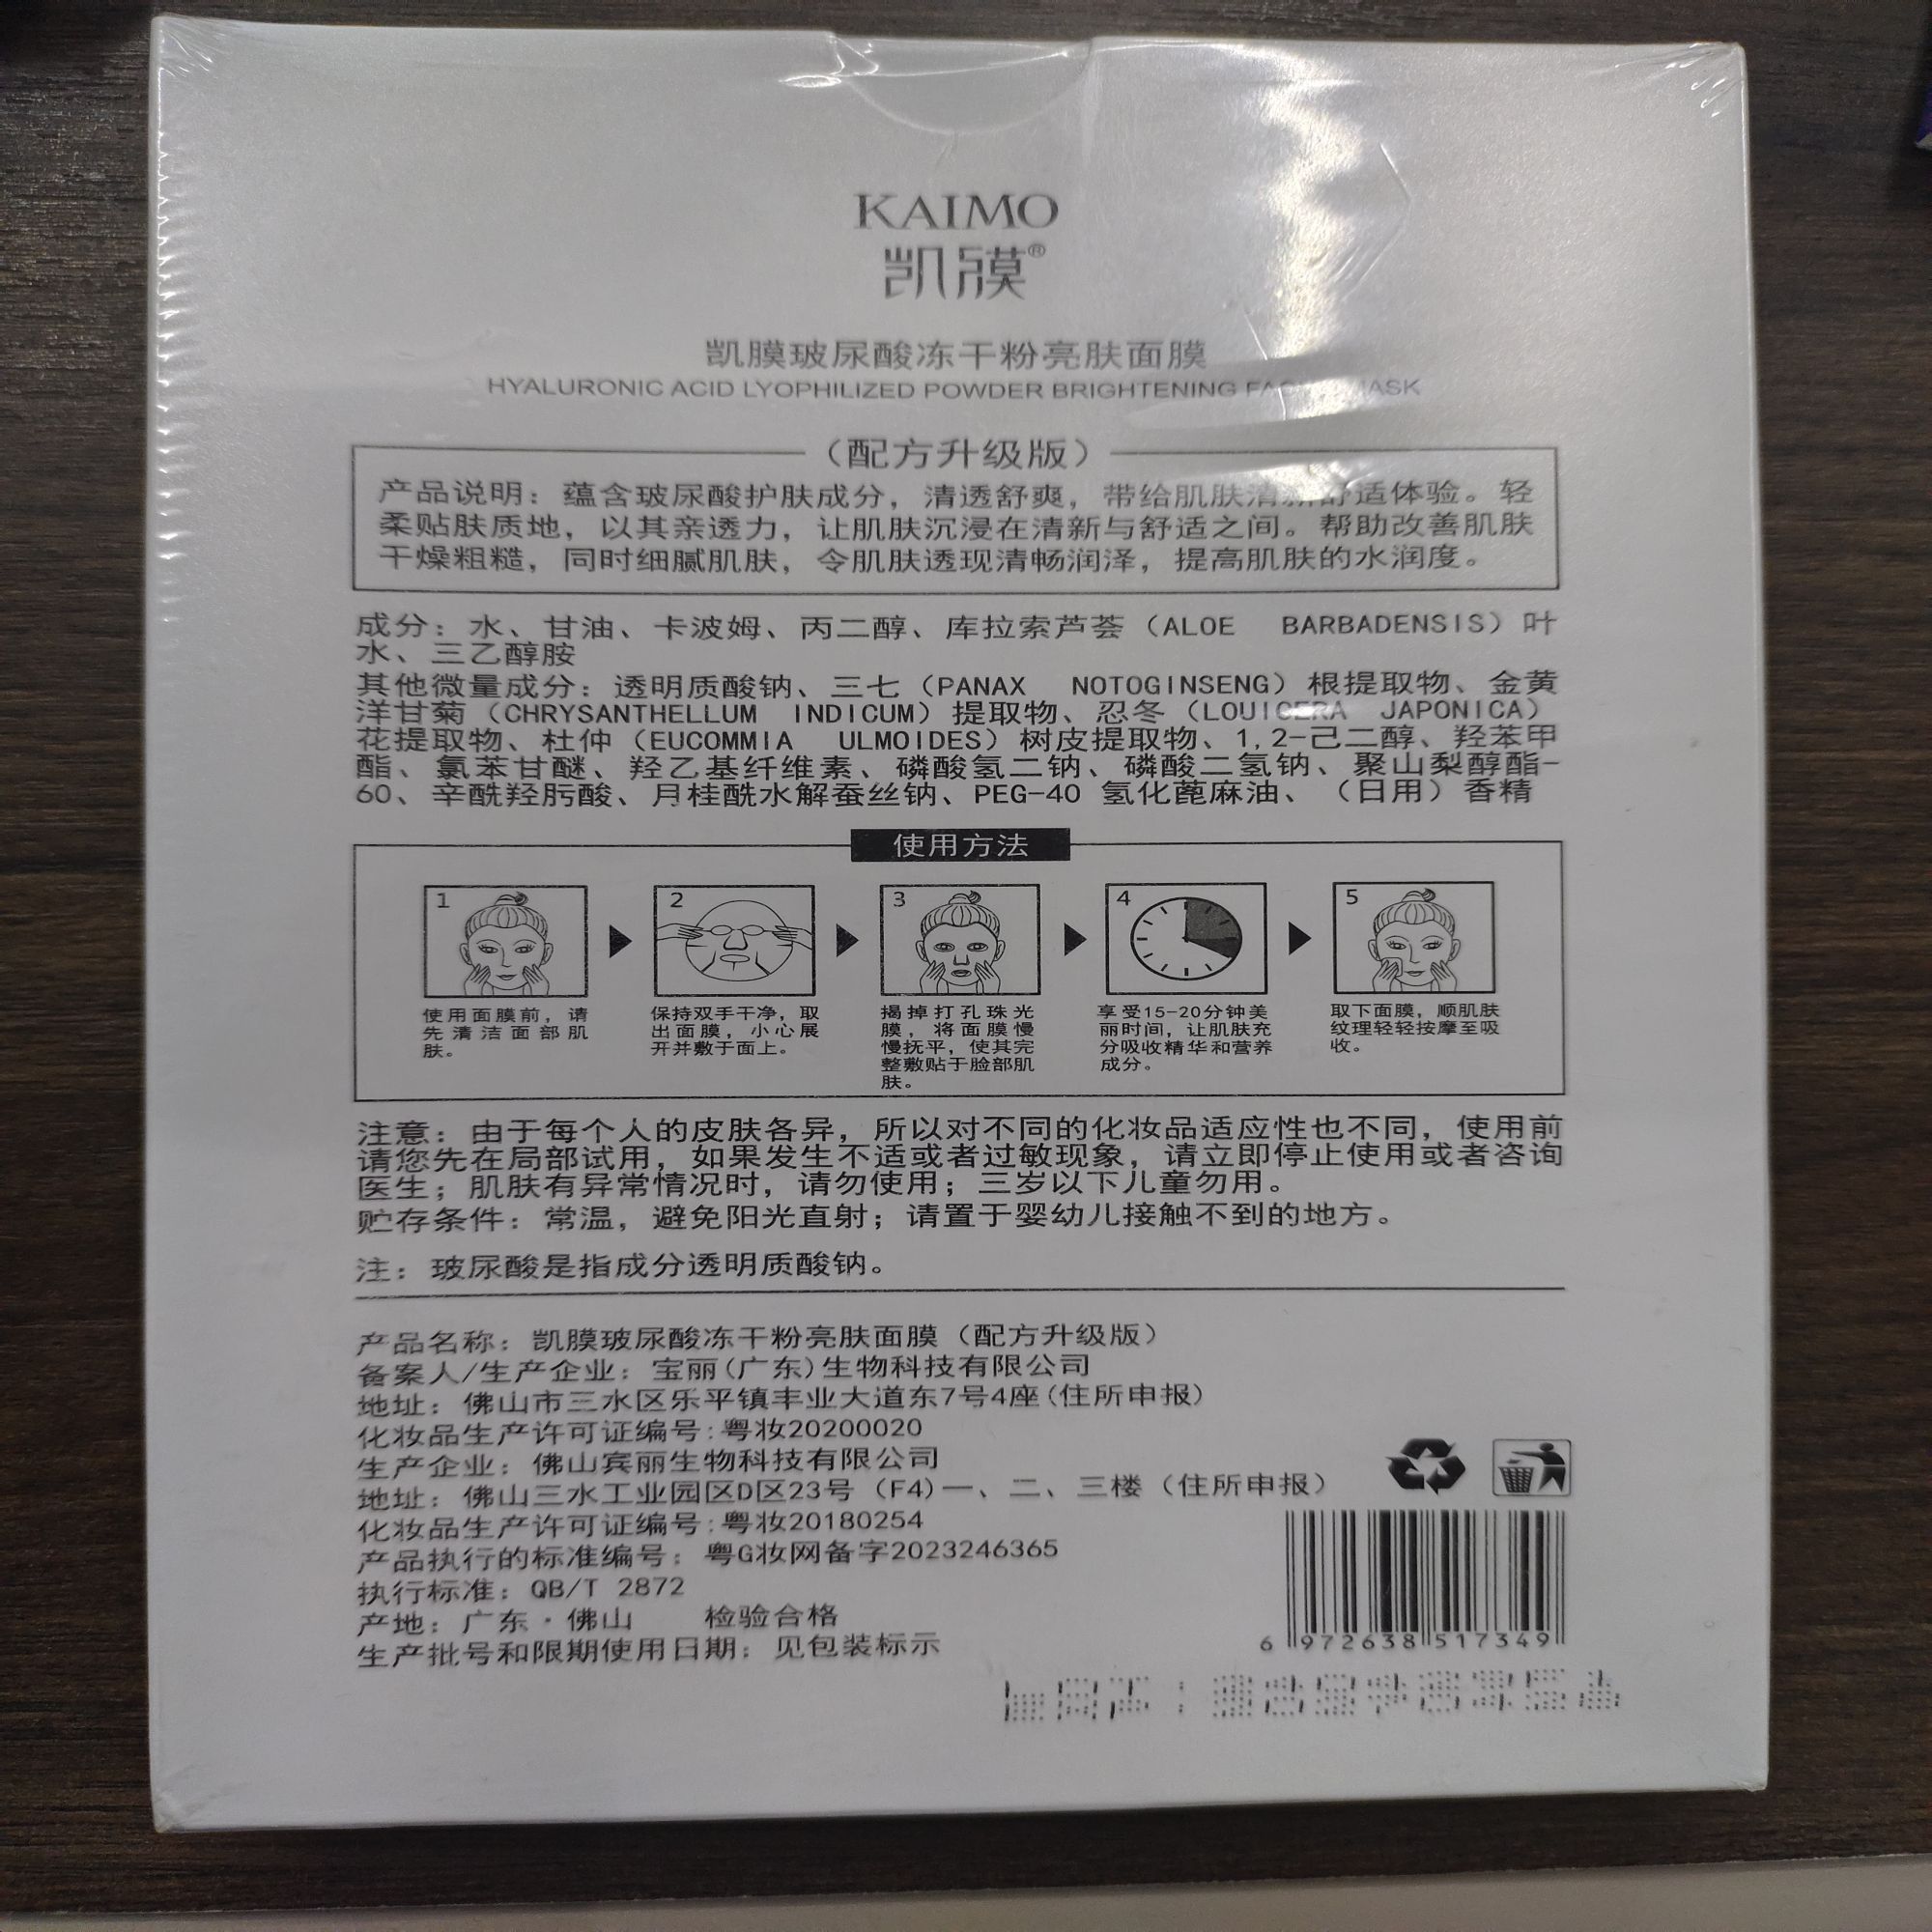 KAIMO
凯膜®
凯膜玻尿酸冻干粉亮肤面膜
HYALURONIC ACID LYOPHILIZED POWDER BRIGHTENING
(配方升级版)
产品说明：蕴含玻尿酸护肤成分，清透舒爽，带给肌肤清新舒适体验。轻
柔贴肤质地，以其亲透力，让肌肤沉浸在清新与舒适之间。帮助改善肌肤
干燥粗糙，同时细腻肌肤，令肌肤透现清畅润泽，提高肌肤的水润度。
成分：水、甘油、卡波姆、丙二醇、库拉索芦荟（ALOE BARBADENSIS）叶
水、三乙醇胺
其他微量成分：透明质酸钠、三七（PANAX NOTOGINSENG）根提取物、金黄
洋甘菊（CHRYSANTHELLUM INDICUM）提取物、忍冬（LOUICERA JAPONICA）
花提取物、杜仲（EUCOMMIA ULMOIDES）树皮提取物、1,2-己二醇、羟苯甲
酯、氯苯甘醚、羟乙基纤维素、磷酸氢二钠、磷酸二氢钠、聚山梨醇酯-
60、辛酰羟肟酸、月桂酰水解蚕丝钠、PEG-40 氢化蓖麻油、（日用）香精
使用方法
1
2
3
4
5
使用面膜前，请
先清洁面部肌
肤。
保持双手干净，取
出面膜，小心展
开并敷于面上。
揭掉打孔珠光
膜，将面膜慢
慢抚平，使其完
整敷贴于脸部肌
肤。
享受15-20分钟美
丽时间，让肌肤充
分吸收精华和营养
成分。
取下面膜，顺肌肤
纹理轻轻按摩至吸
收。
注意：由于每个人的皮肤各异，所以对不同的化妆品适应性也不同，使用前
请您先在局部试用，如果发生不适或者过敏现象，请立即停止使用或者咨询
医生；肌肤有异常情况时，请勿使用；三岁以下儿童勿用。
贮存条件：常温，避免阳光直射；请置于婴幼儿接触不到的地方。
注：玻尿酸是指成分透明质酸钠。
产品名称：凯膜玻尿酸冻干粉亮肤面膜（配方升级版）
备案人/生产企业：宝丽(广东)生物科技有限公司
地址：佛山市三水区乐平镇丰业大道东7号4座(住所申报)
化妆品生产许可证编号:粤妆20200020
生产企业：佛山宾丽生物科技有限公司
地址：佛山三水工业园区D区23号（F4)一、二、三楼（住所申报）
化妆品生产许可证编号:粤妆20180254
产品执行的标准编号：粤G妆网备字2023246365
执行标准：QB/T 2872
产地：广东·佛山 检验合格
生产批号和限期使用日期：见包装标示
6 972638 517349